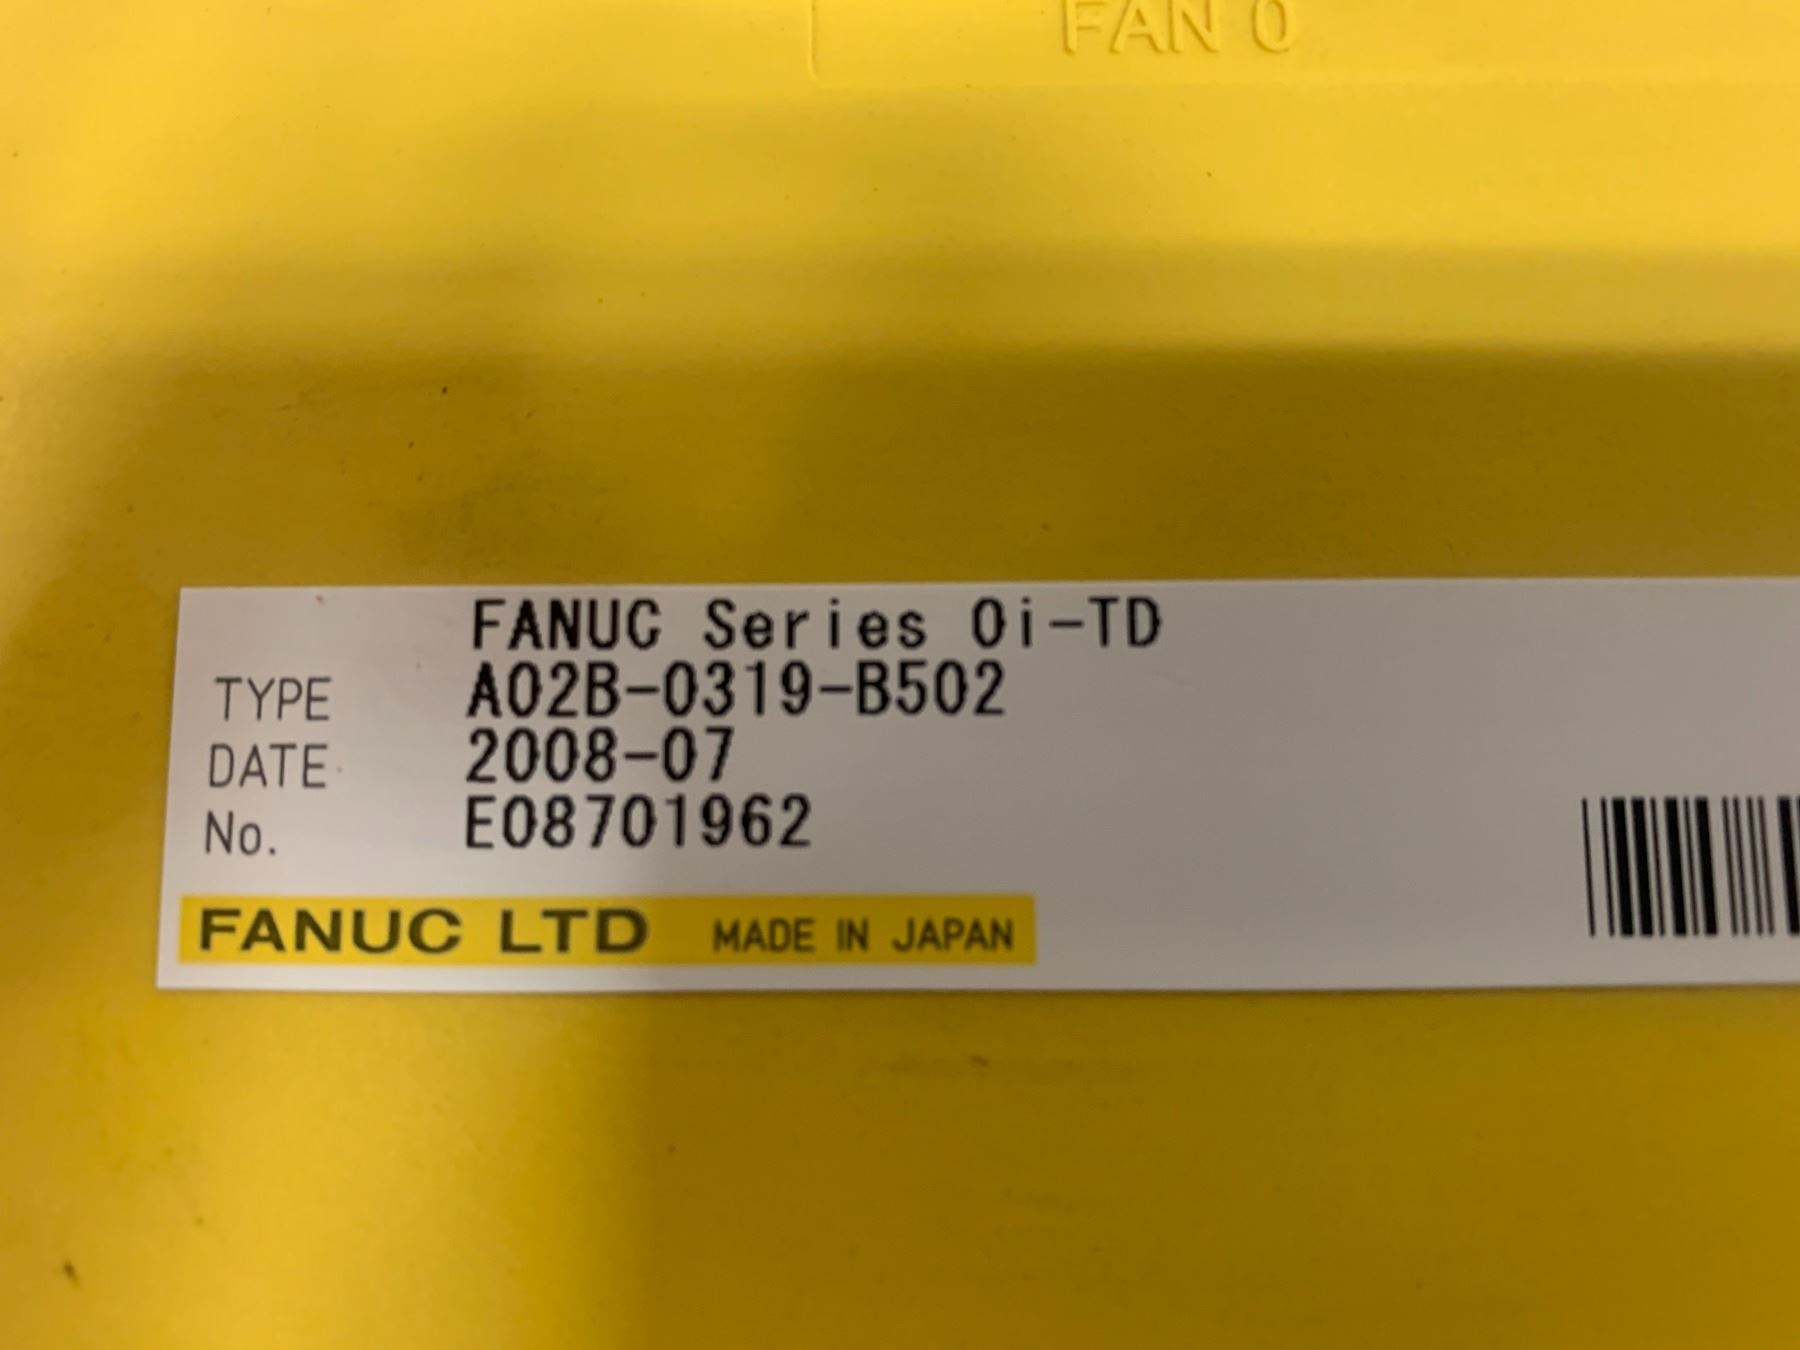 FAN 0
FANUC Series 0i-TD
TYPE A02B-0319-B502
DATE 2008-07
No. E08701962
FANUC LTD MADE IN JAPAN